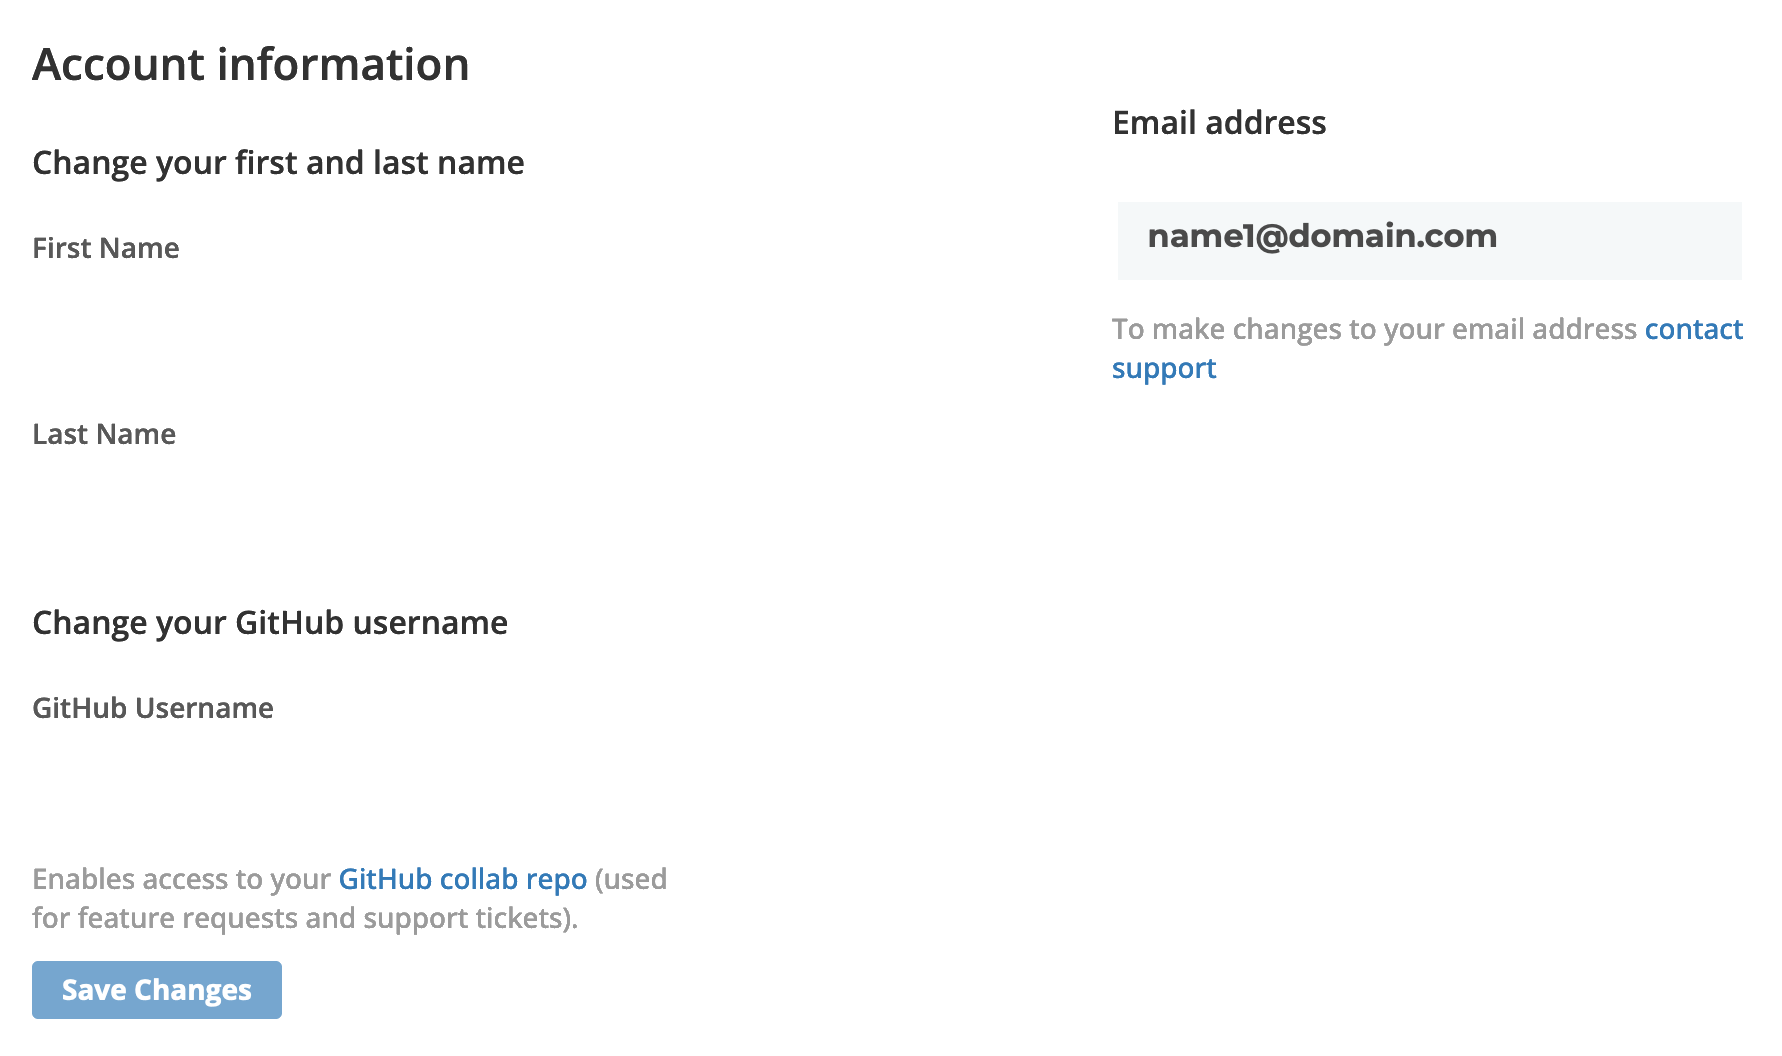 Account information
Change your first and last name
First Name
Last Name
Change your GitHub username
GitHub Username
Enables access to your GitHub collab repo (used
for feature requests and support tickets).
Save Changes
Email address
name1@domain.com
To make changes to your email address contact
support